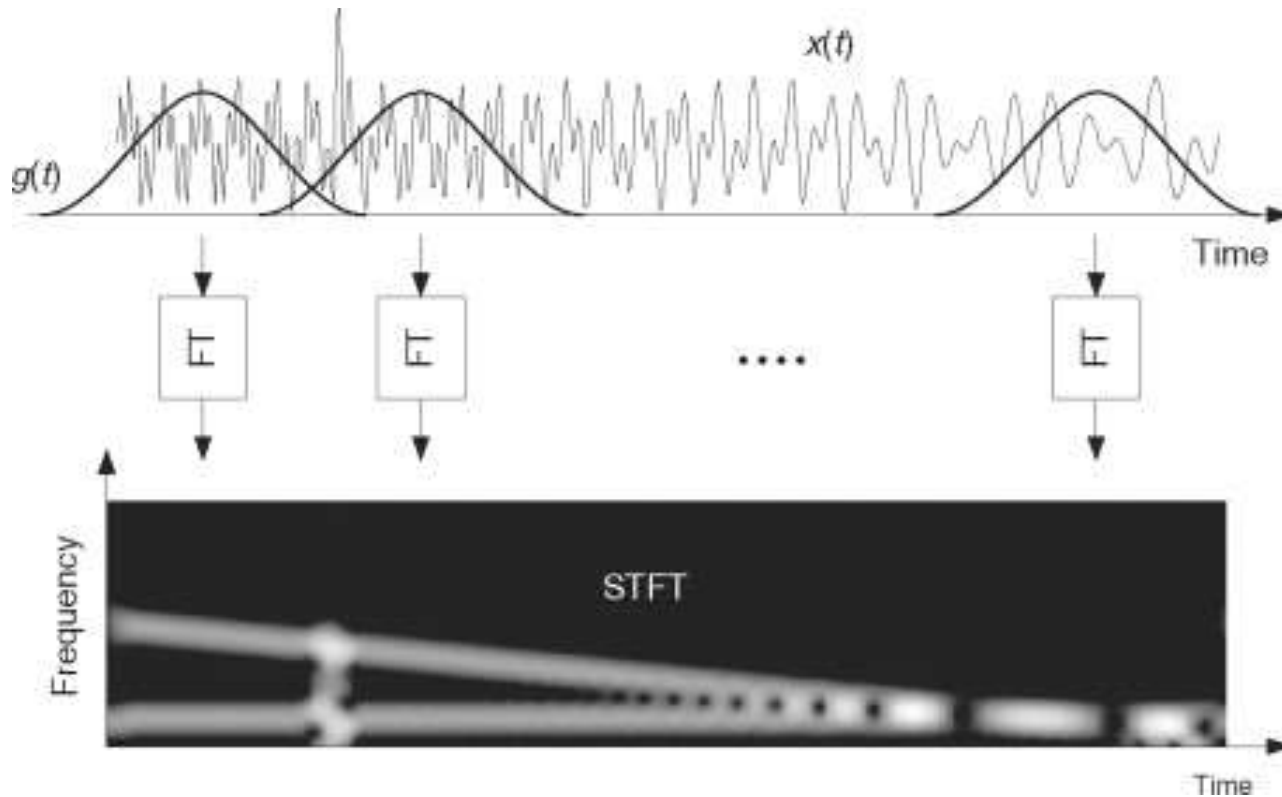 x(t)
g(t)
Time
FT
FT
....
FT
Frequency
STFT
Time